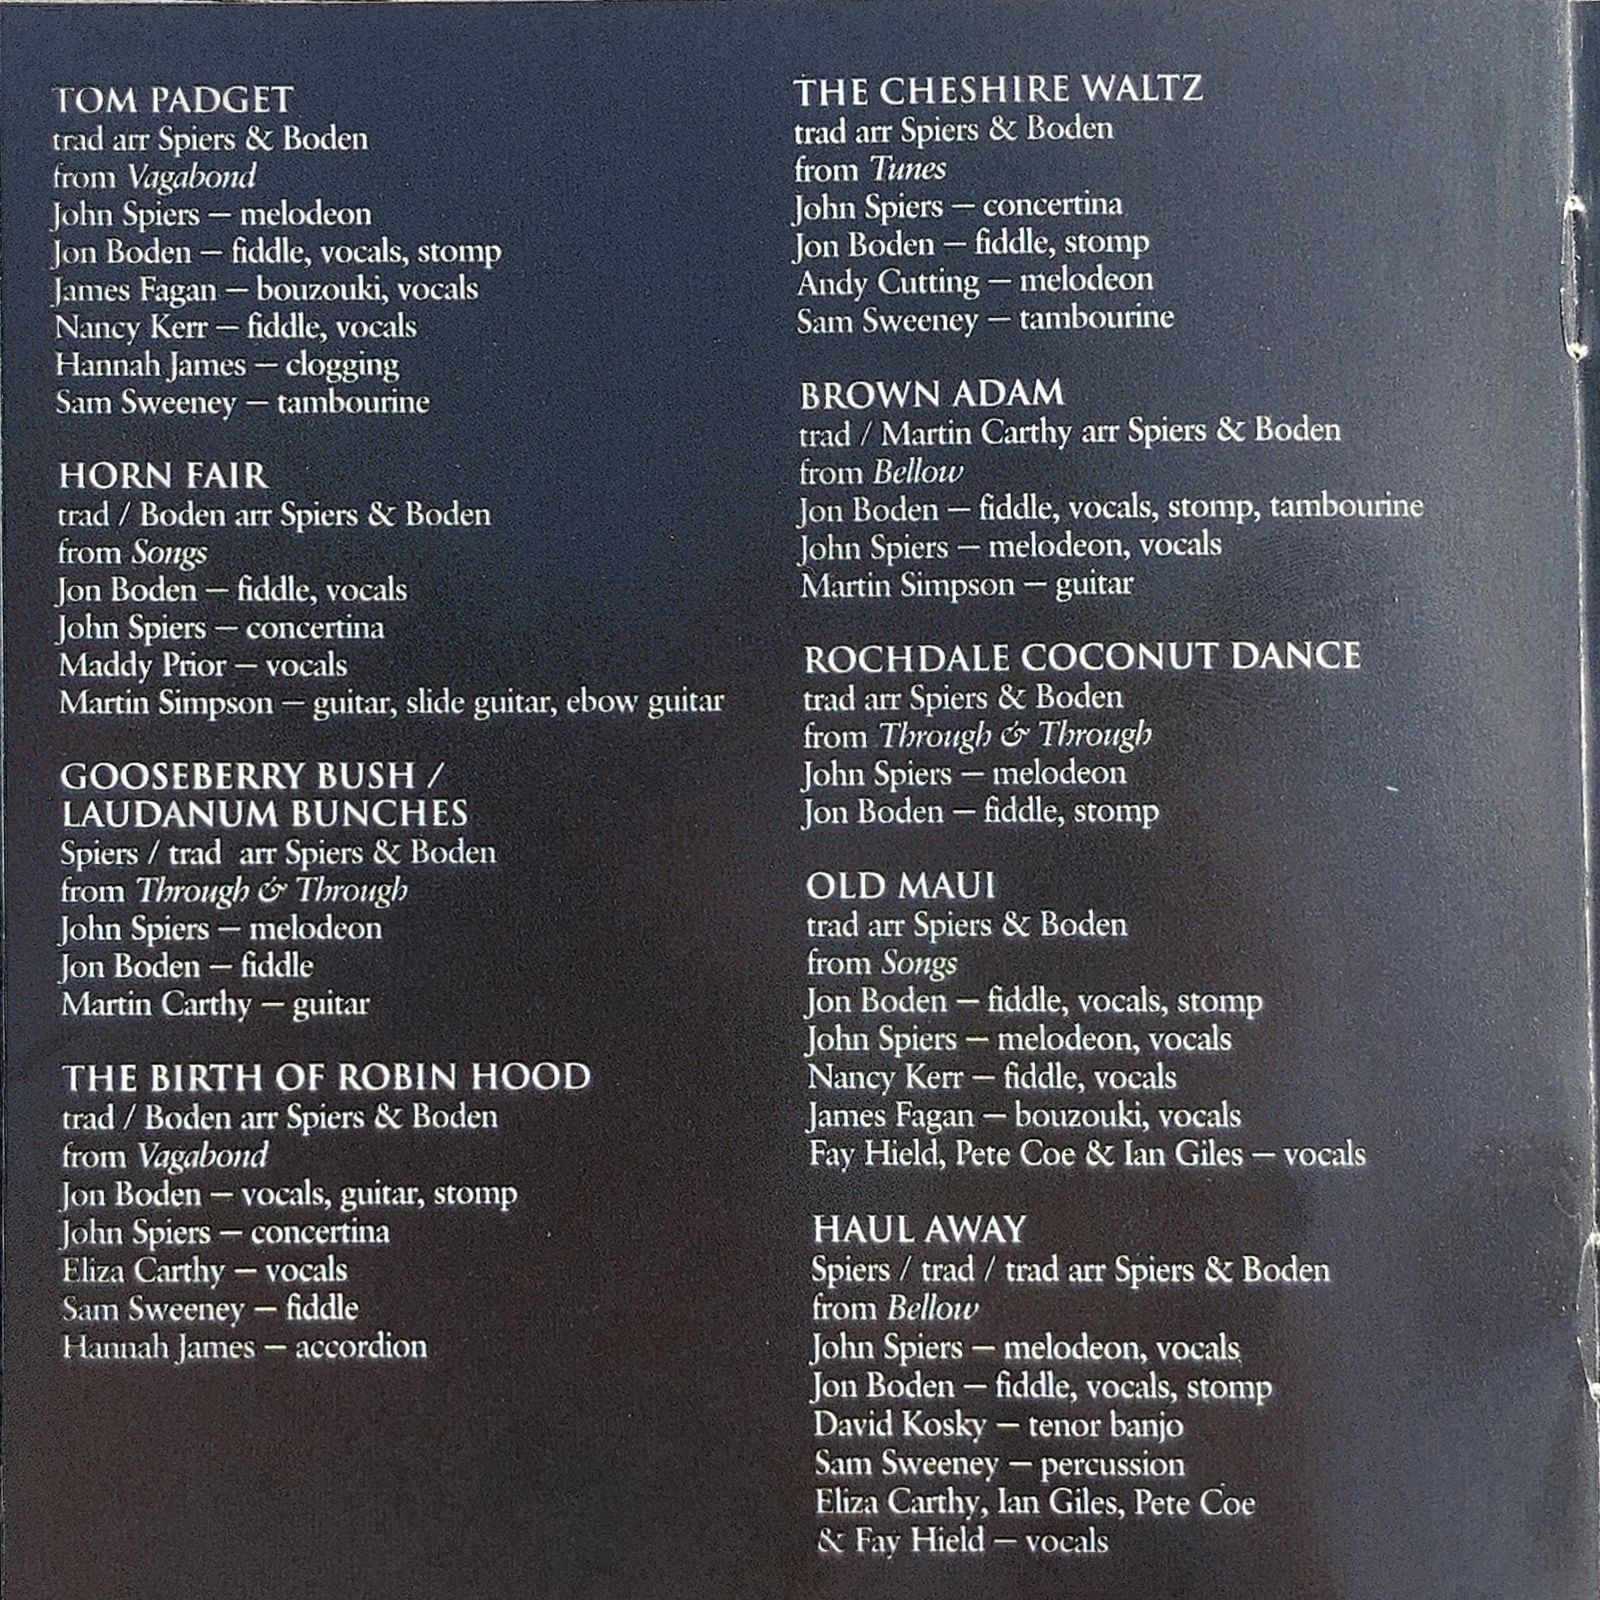 TOM PADGET
trad arr Spiers & Boden
from Vagabond
John Spiers – melodeon
Jon Boden – fiddle, vocals, stomp
James Fagan – bouzouki, vocals
Nancy Kerr – fiddle, vocals
Hannah James – clogging
Sam Sweeney – tambourine
HORN FAIR
trad / Boden arr Spiers & Boden
from Songs
Jon Boden – fiddle, vocals
John Spiers – concertina
Maddy Prior – vocals
Martin Simpson – guitar, slide guitar, ebow guitar
GOOSEBERRY BUSH /
LAUDANUM BUNCHES
Spiers / trad arr Spiers & Boden
from Through & Through
John Spiers – melodeon
Jon Boden – fiddle
Martin Carthy – guitar
THE BIRTH OF ROBIN HOOD
trad / Boden arr Spiers & Boden
from Vagabond
Jon Boden – vocals, guitar, stomp
John Spiers – concertina
Eliza Carthy – vocals
Sam Sweeney – fiddle
Hannah James – accordion
THE CHESHIRE WALTZ
trad arr Spiers & Boden
from Tunes
John Spiers – concertina
Jon Boden – fiddle, stomp
Andy Cutting – melodeon
Sam Sweeney – tambourine
BROWN ADAM
trad / Martin Carthy arr Spiers & Boden
from Bellow
Jon Boden – fiddle, vocals, stomp, tambourine
John Spiers – melodeon, vocals
Martin Simpson – guitar
ROCHDALE COCONUT DANCE
trad arr Spiers & Boden
from Through & Through
John Spiers – melodeon
Jon Boden – fiddle, stomp
OLD MAUI
trad arr Spiers & Boden
from Songs
Jon Boden – fiddle, vocals, stomp
John Spiers – melodeon, vocals
Nancy Kerr – fiddle, vocals
James Fagan – bouzouki, vocals
Fay Hield, Pete Coe & Ian Giles – vocals
HAUL AWAY
Spiers / trad / trad arr Spiers & Boden
from Bellow
John Spiers – melodeon, vocals
Jon Boden – fiddle, vocals, stomp
David Kosky – tenor banjo
Sam Sweeney – percussion
Eliza Carthy, Ian Giles, Pete Coe
& Fay Hield – vocals